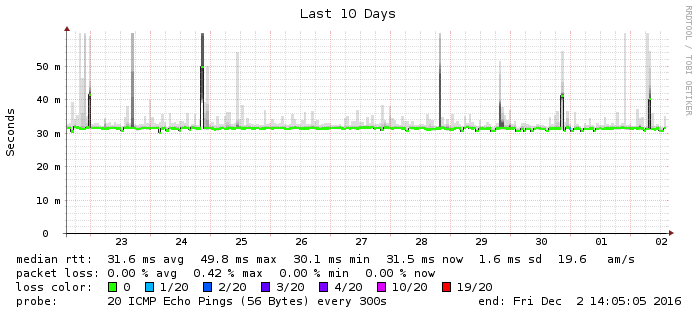 Last 10 Days
RRDTOOL / TOBI OETIKER
Seconds
50 m
40 m
30 m
20 m
10 m
0
23 24 25 26 27 28 29 30 01 02
median rtt: 31.6 ms avg 49.8 ms max 30.1 ms min 31.5 ms now 1.6 ms sd 19.6 am/s
packet loss: 0.00 % avg 0.42 % max 0.00 % min 0.00 % now
loss color: 0 1/20 2/20 3/20 4/20 10/20 19/20
probe: 20 ICMP Echo Pings (56 Bytes) every 300s end: Fri Dec 2 14:05:05 2016